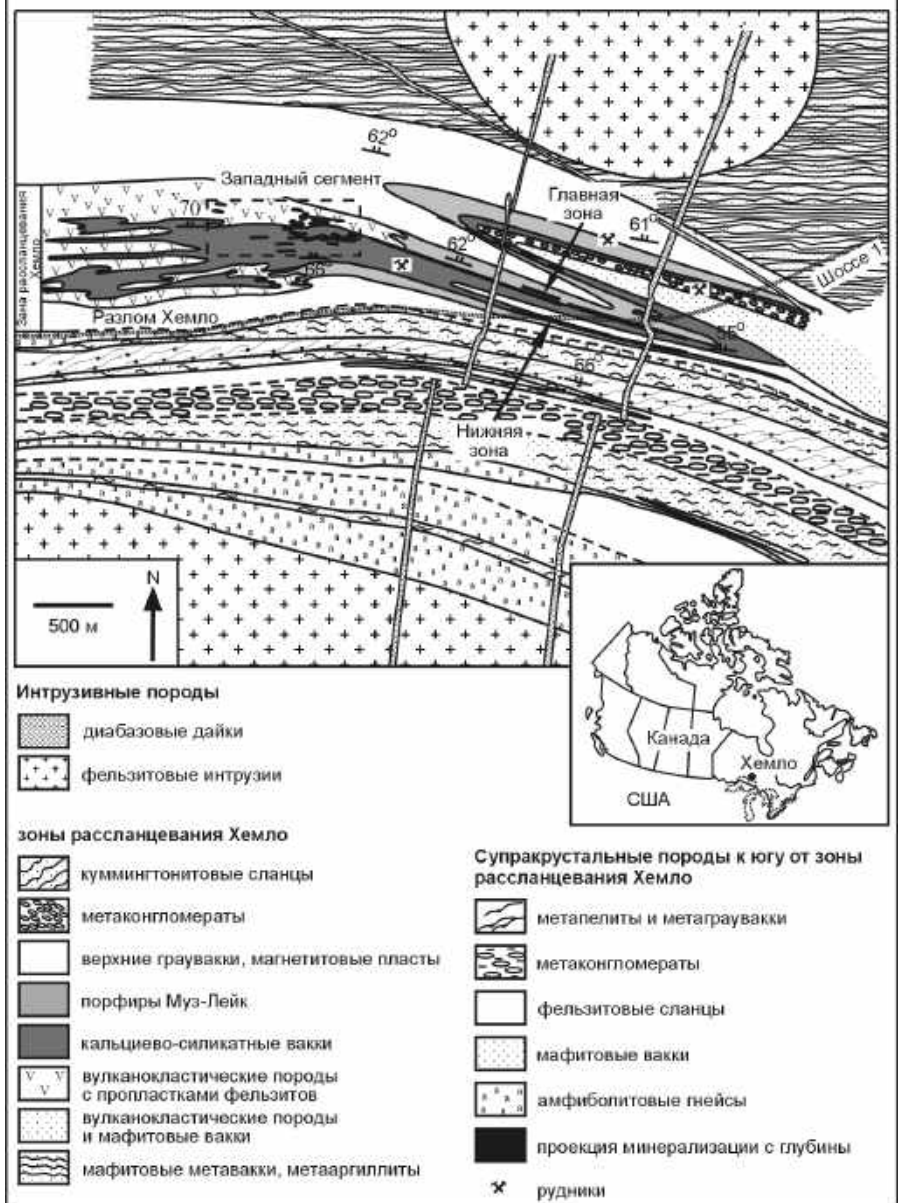 62°
Западный сегмент
Главная
зона
70
61°
62°
Зона рассланцевания
Хемло
66
Шоссе 1
Разлом Хемло
55°
Нижняя
зона
N
500 м
Канада
Хемло
США
Интрузивные породы
диабазовые дайки
фельзитовые интрузии
зоны рассланцевания Хемло
куммингтонитовые сланцы
метаконгломераты
верхние граувакки, магнетитовые пласты
порфиры Муз-Лейк
кальциево-силикатные вакки
вулканокластические породы
с пропластками фельзитов
вулканокластические породы
и мафитовые вакки
мафитовые метавакки, метааргиллиты
Супракрустальные породы к югу от зоны
рассланцевания Хемло
метапелиты и метаграувакки
метаконгломераты
фельзитовые сланцы
мафитовые вакки
амфиболитовые гнейсы
проекция минерализации с глубины
рудники